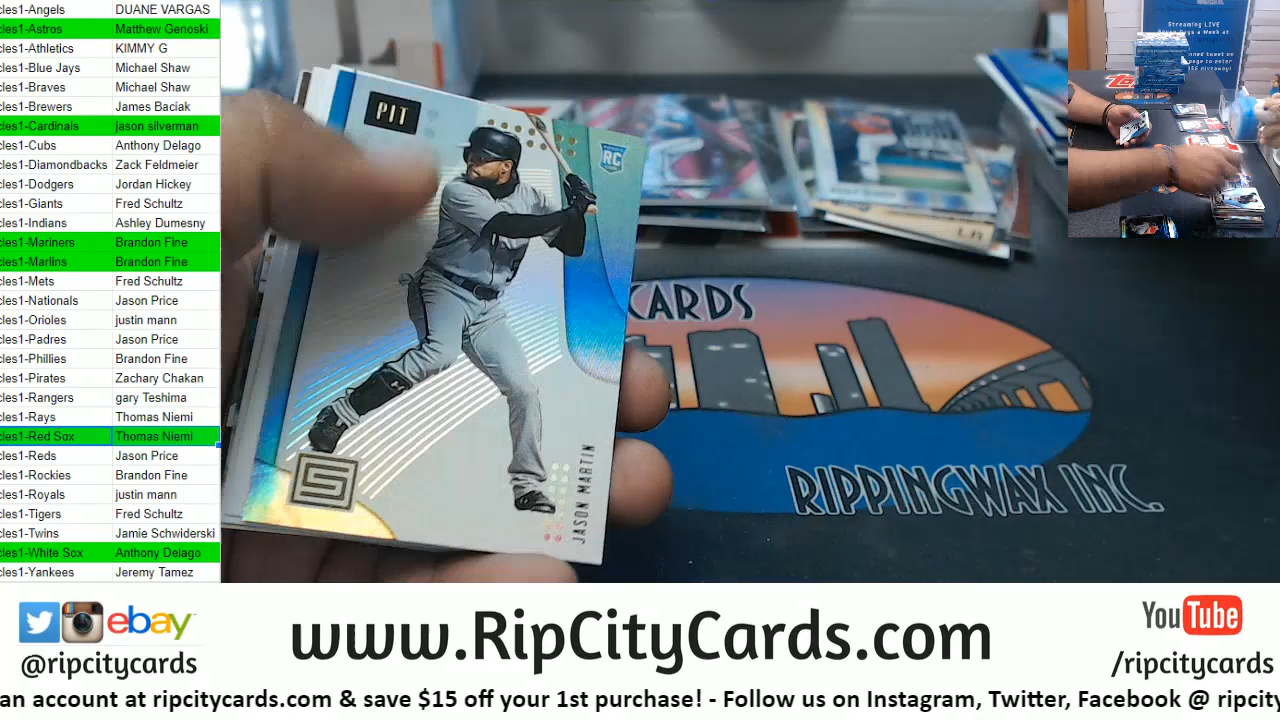 cles1-Angels DUANE VARGAS
cles1-Astros Matthew Genoski
cles1-Athletics KIMMY G
cles1-Blue Jays Michael Shaw
cles1-Braves Michael Shaw
cles1-Brewers James Baciak
cles1-Cardinals jason silverman
cles1-Cubs Anthony Delago
cles1-Diamondbacks Zack Feldmeier
cles1-Dodgers Jordan Hickey
cles1-Giants Fred Schultz
cles1-Indians Ashley Dumesny
cles1-Mariners Brandon Fine
cles1-Marlins Brandon Fine
cles1-Mets Fred Schultz
cles1-Nationals Jason Price
cles1-Orioles justin mann
cles1-Padres Jason Price
cles1-Phillies Brandon Fine
cles1-Pirates Zachary Chakan
cles1-Rangers gary Teshima
cles1-Rays Thomas Niemi
cles1-Red Sox Thomas Niemi
cles1-Reds Jason Price
cles1-Rockies Brandon Fine
cles1-Royals justin mann
cles1-Tigers Fred Schultz
cles1-Twins Jamie Schwiderski
cles1-White Sox Anthony Delago
cles1-Yankees Jeremy Tamez
PIT
RC
S
JASON MARTIN
LA
CARDS
RIPPINGWAX INC.
Streaming LIVE
a Week at
ebay
@ripcitycards
www.RipCityCards.com
YouTube
/ripcitycards
an account at ripcitycards.com & save $15 off your 1st purchase! - Follow us on Instagram, Twitter, Facebook @ ripcity